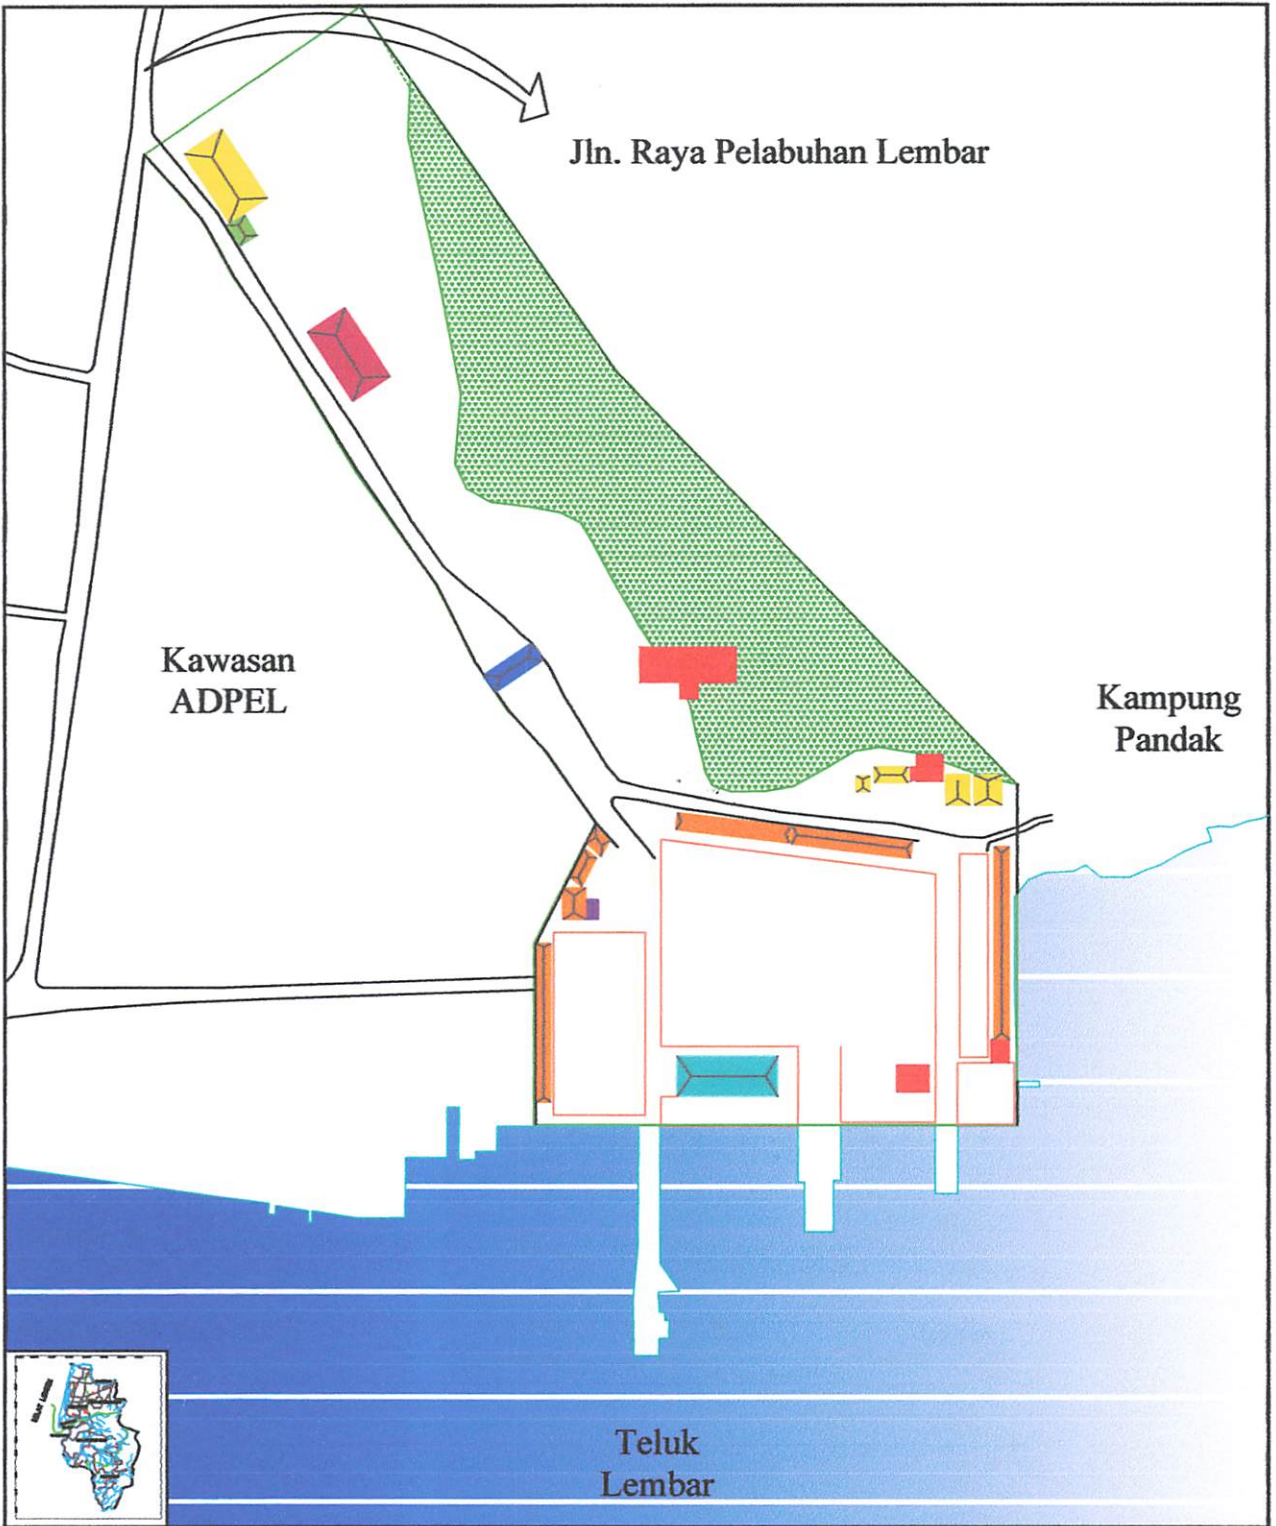 Jln. Raya Pelabuhan Lembar
Kawasan
ADPEL
Kampung
Pandak
Teluk
Lembar